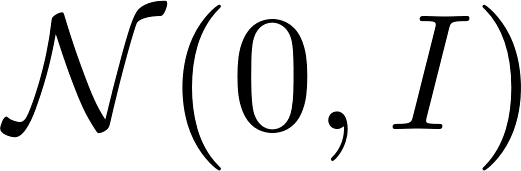 𝒩(0, I)